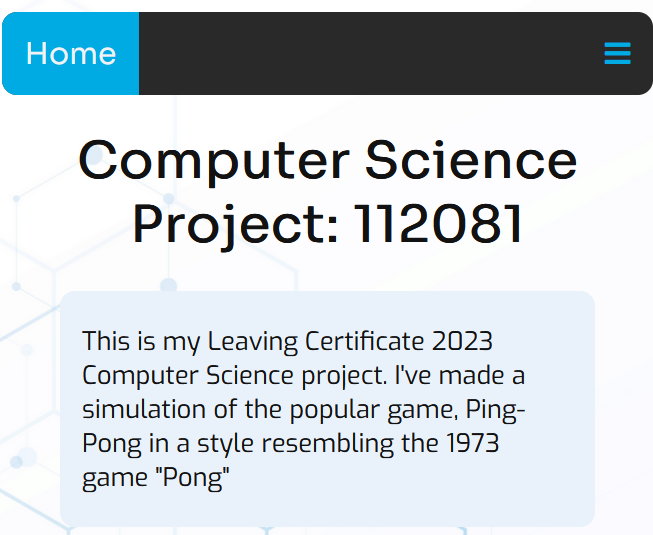 Home
Computer Science
Project: 112081
This is my Leaving Certificate 2023
Computer Science project. I've made a
simulation of the popular game, Ping-
Pong in a style resembling the 1973
game "Pong"